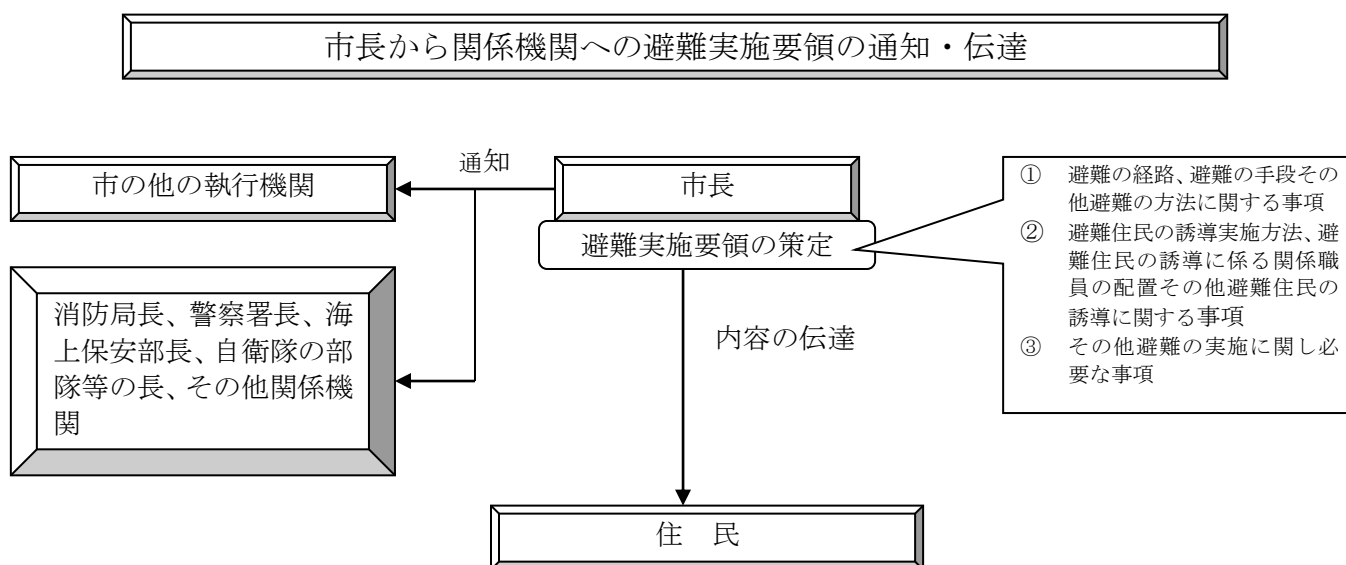 市長から関係機関への避難実施要領の通知・伝達
通知
市の他の執行機関
市長
避難実施要領の策定
① 避難の経路、避難の手段その
他避難の方法に関する事項
② 避難住民の誘導実施方法、避
難住民の誘導に係る関係職
員の配置その他避難住民の
誘導に関する事項
③ その他避難の実施に関し必
要な事項
消防局長、警察署長、海
上保安部長、自衛隊の部
隊等の長、その他関係機
関
内容の伝達
住 民